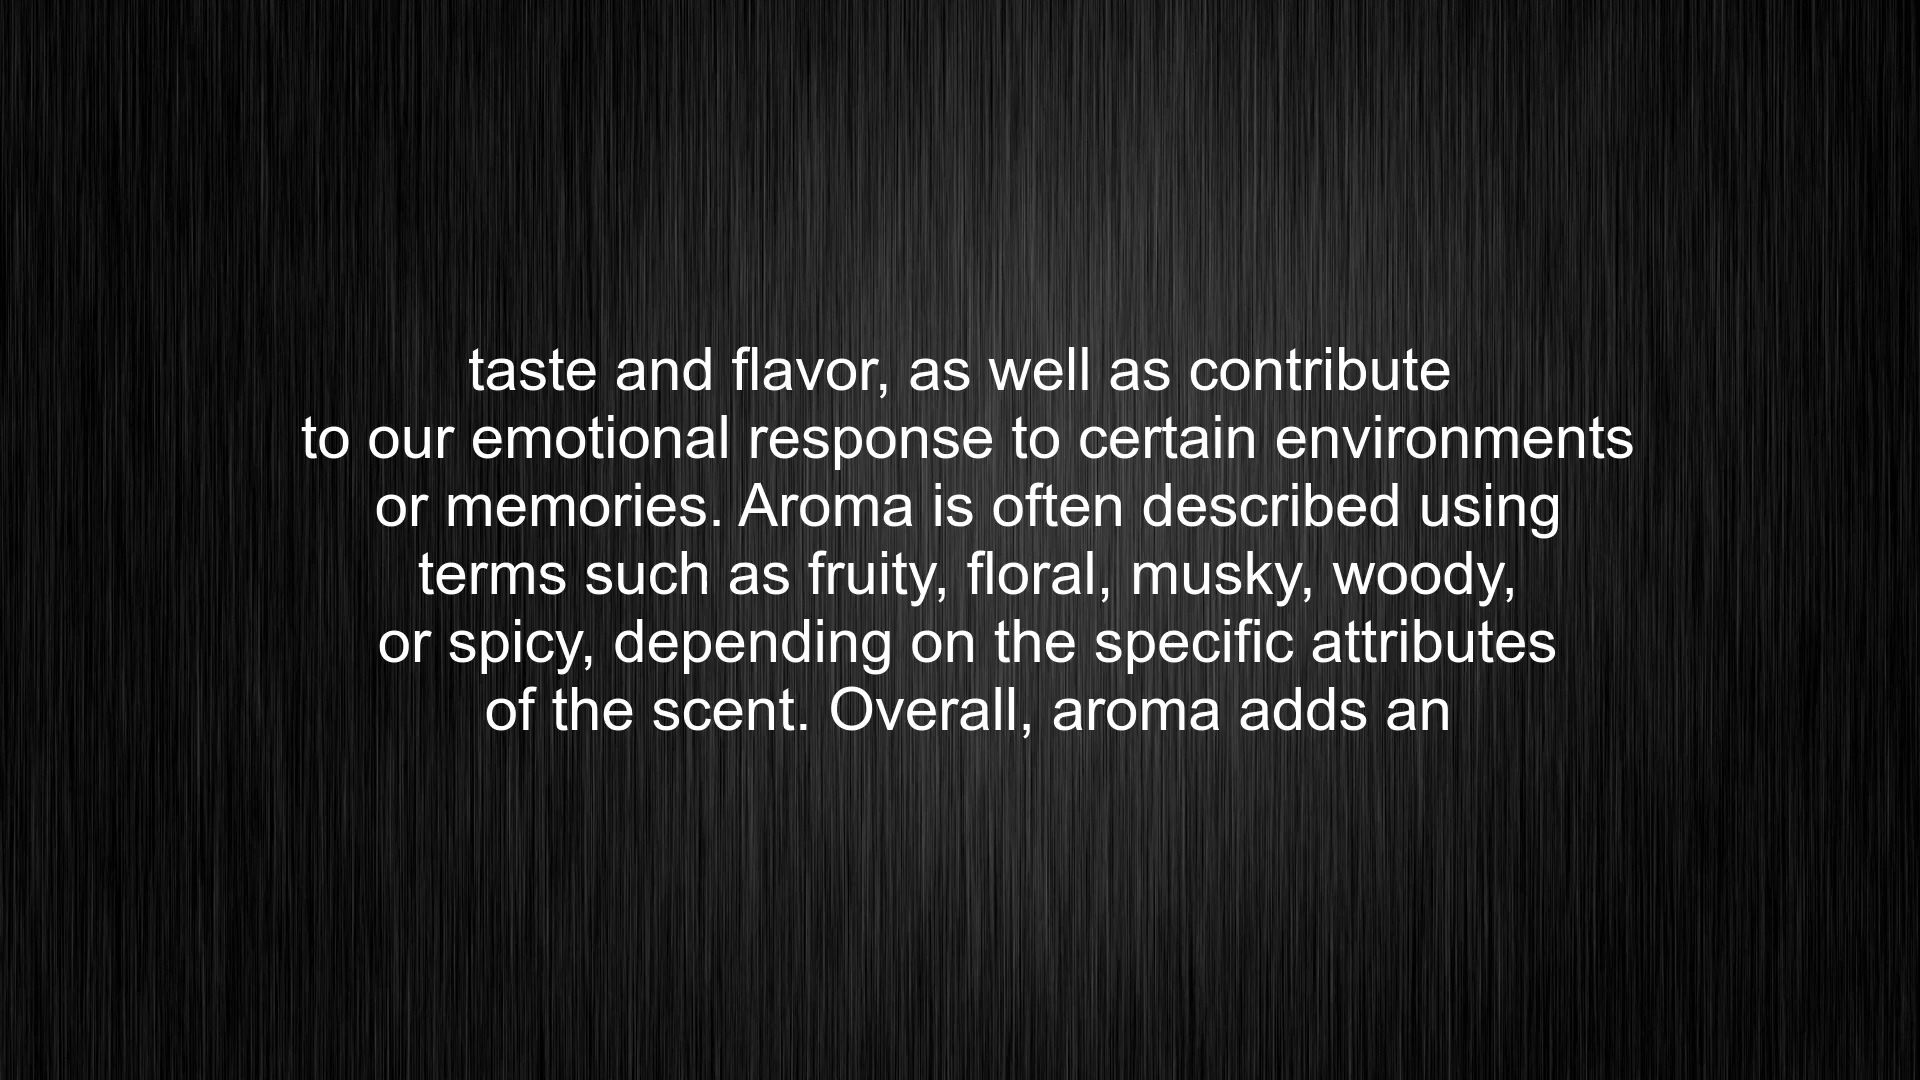 taste and flavor, as well as contribute
to our emotional response to certain environments
or memories. Aroma is often described using
terms such as fruity, floral, musky, woody,
or spicy, depending on the specific attributes
of the scent. Overall, aroma adds an